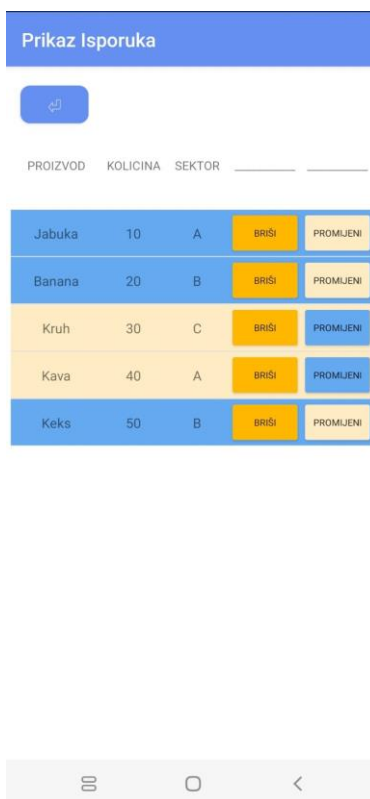 Prikaz Isporuka
⏎
PROIZVOD KOLICINA SEKTOR
Jabuka 10 A BRIŠI PROMIJENI
Banana 20 B BRIŠI PROMIJENI
Kruh 30 C BRIŠI PROMIJENI
Kava 40 A BRIŠI PROMIJENI
Keks 50 B BRIŠI PROMIJENI